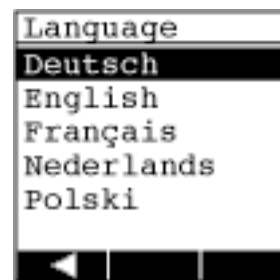 Language
Deutsch
English
Français
Nederlands
Polski